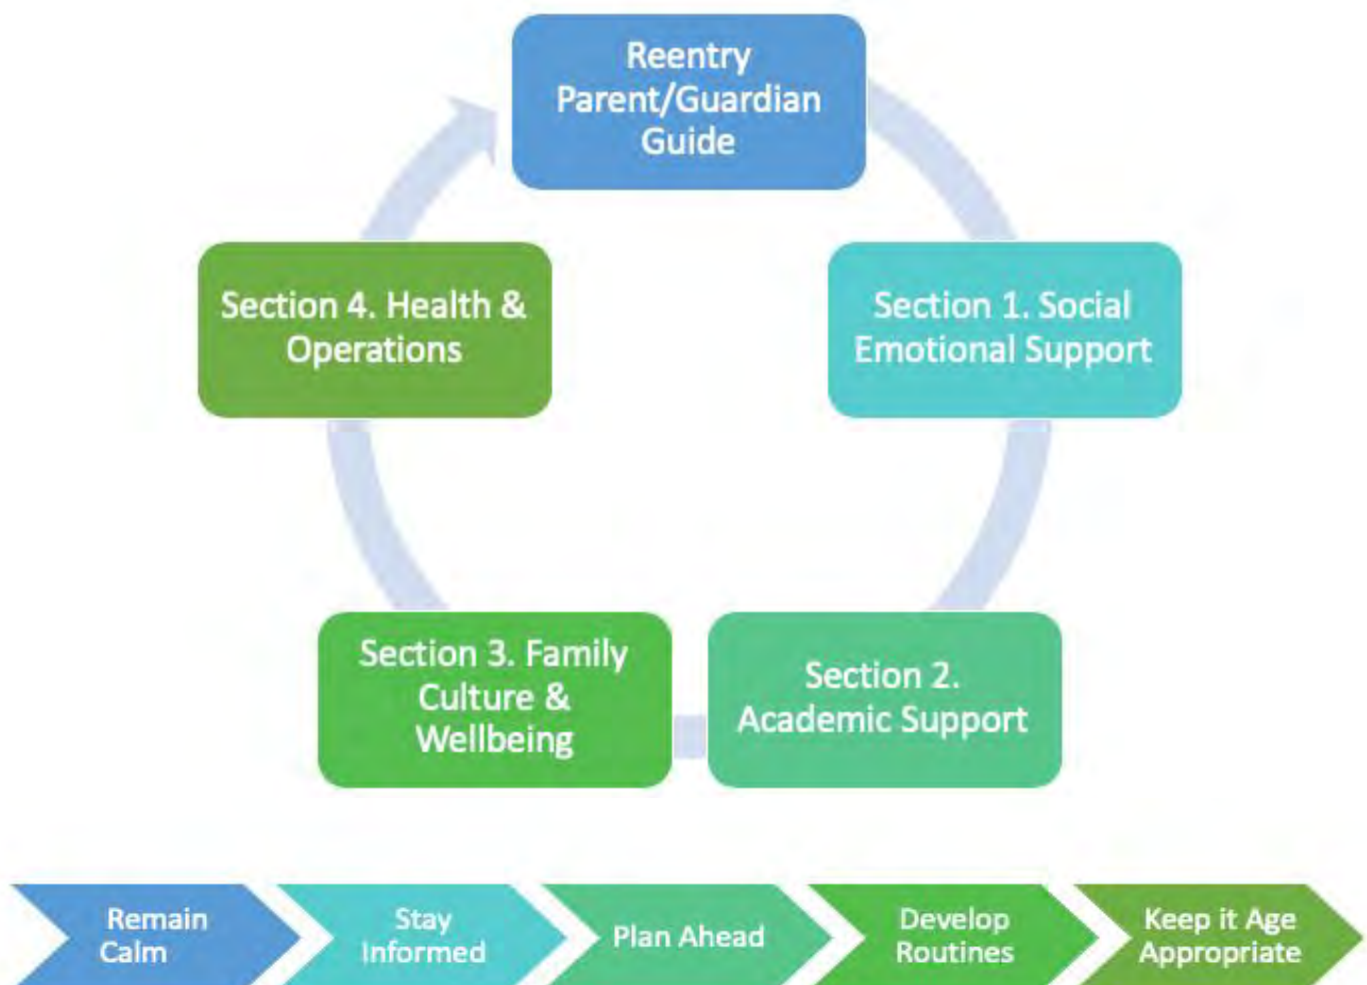 Reentry
Parent/Guardian
Guide
Section 1. Social
Emotional Support
Section 2.
Academic Support
Section 3. Family
Culture &
Wellbeing
Section 4. Health &
Operations
Remain
Calm
Stay
Informed
Plan Ahead
Develop
Routines
Keep it Age
Appropriate